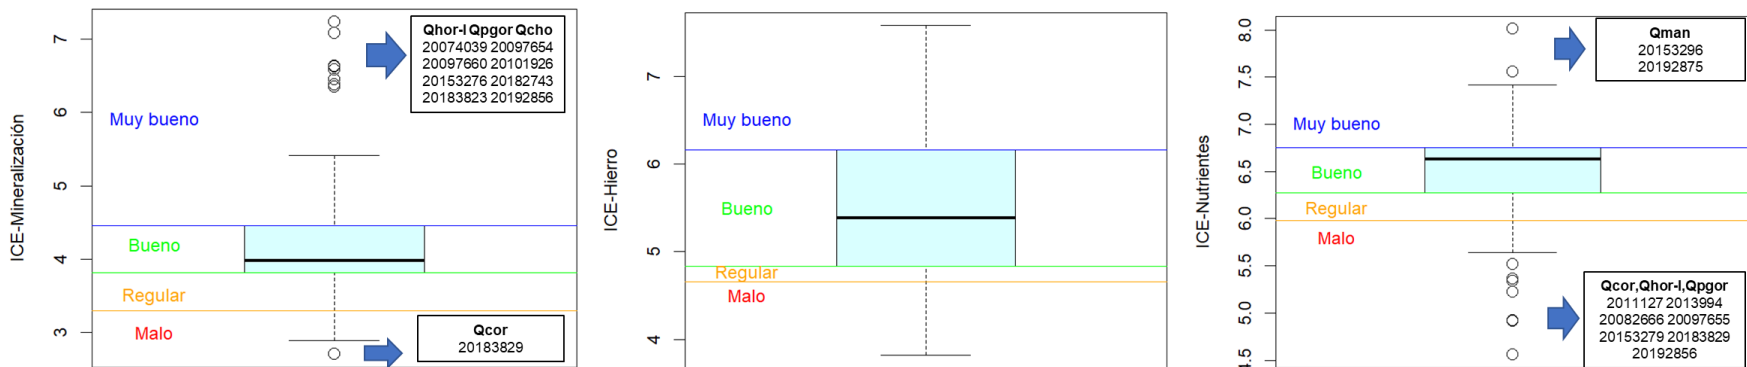 ICE-Mineralización
7
6
5
4
3
Muy bueno
Bueno
Regular
Malo
Qhor-I Qpgor Qcho
20074039 20097654
20097660 20101926
20153276 20182743
20183823 20192856
Qcor
20183829
ICE-Hierro
7
6
5
4
Muy bueno
Bueno
Regular
Malo
ICE-Nutrientes
8.0
7.5
7.0
6.5
6.0
5.5
5.0
4.5
Muy bueno
Bueno
Regular
Malo
Qman
20153296
20192875
Qcor,Qhor-I,Qpgor
2011127 2013994
20082666 20097655
20153279 20183829
20192856